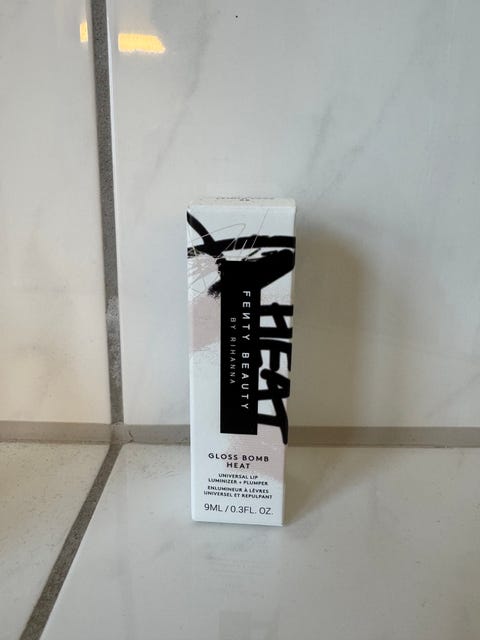 FENTY BEAUTY
BY RIHANNA
HEAT
GLOSS BOMB
HEAT
UNIVERSAL LIP
LUMINIZER + PLUMPER
ENLUMINEUR À LÈVRES
UNIVERSEL ET REPULPANT
9ML / 0.3FL. OZ.